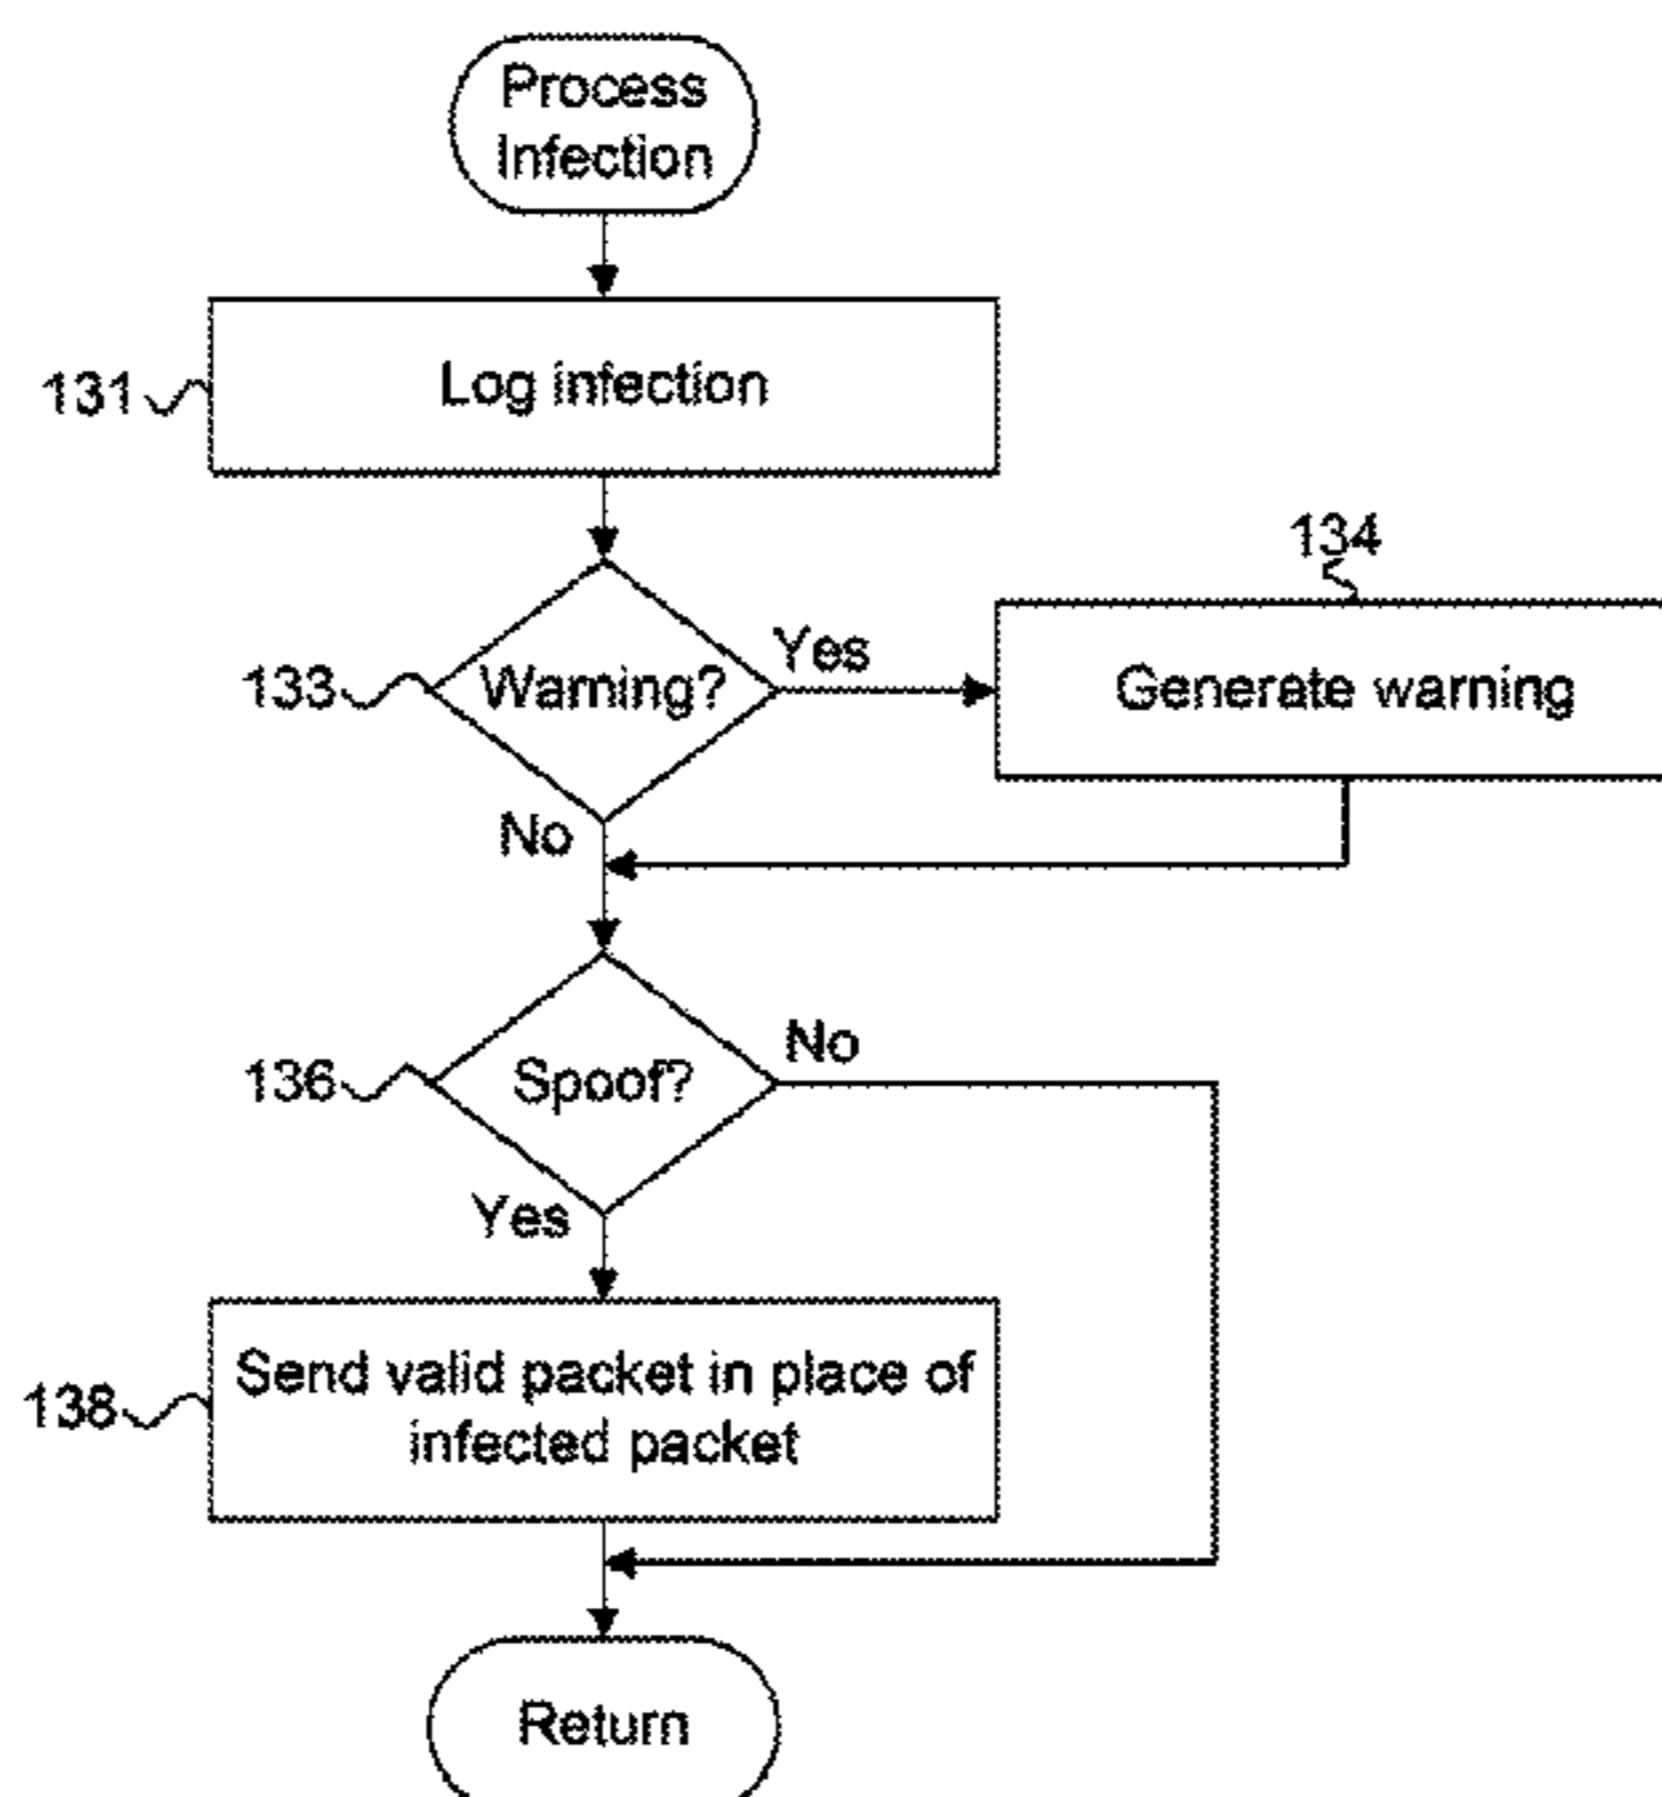 Process
Infection
131
Log infection
134
133
Warning?
Yes
Generate warning
No
136
Spoof?
No
Yes
138
Send valid packet in place of
infected packet
Return